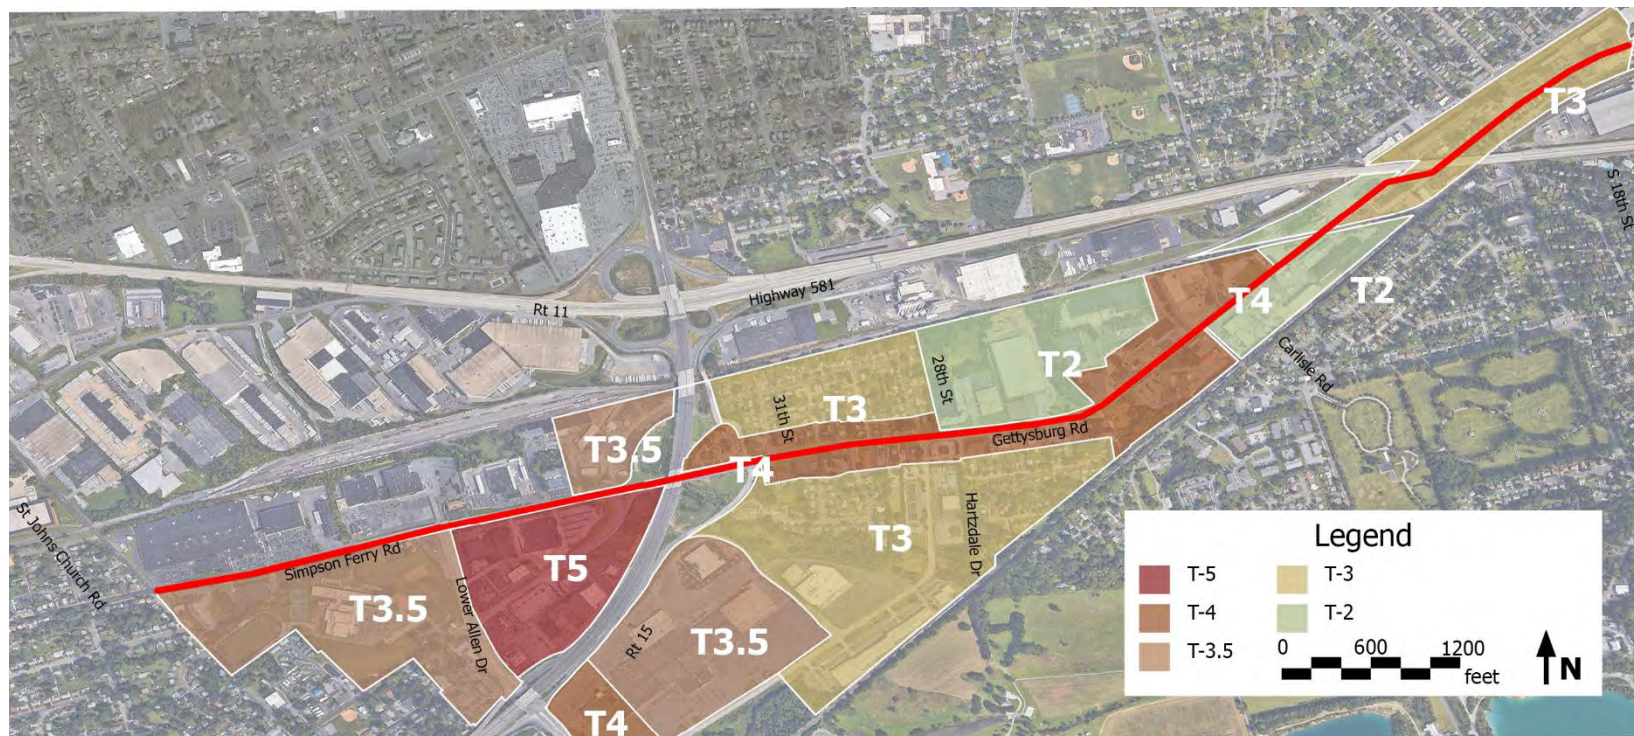 T3
S 18th St
Rt 11
Highway 581
T4
T2
Carlisle Rd
28th St
T2
31th St
T3
Gettysburg Rd
T3.5
T4
Hartzdale Dr
T3
St Johns Church Rd
Simpson Ferry Rd
T5
Lower Allen Dr
T3.5
Rt 15
T3.5
T4
Legend
T-5
T-3
T-4
T-2
T-3.5
0 600 1200
feet
N